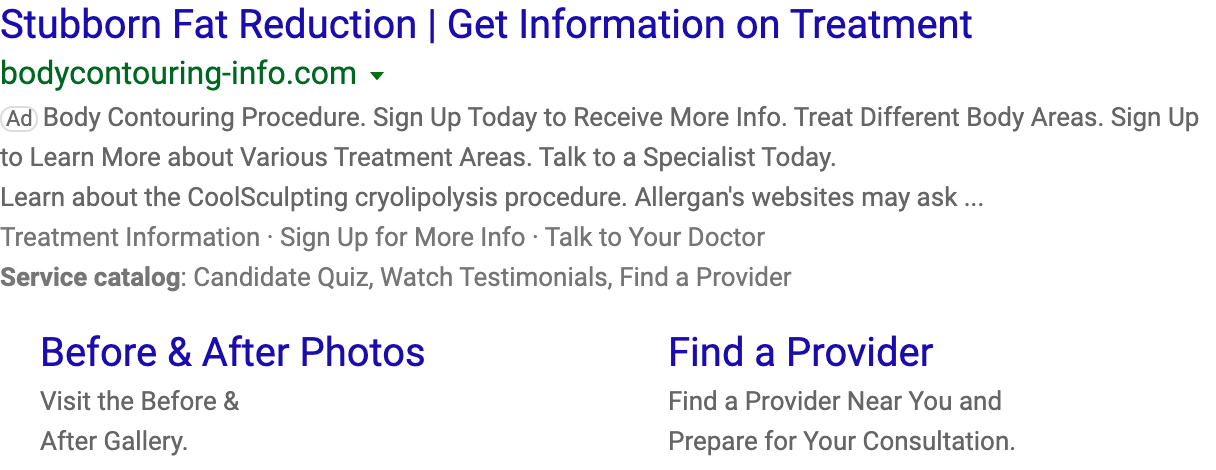 Stubborn Fat Reduction | Get Information on Treatment
bodycontouring-info.com
Ad Body Contouring Procedure. Sign Up Today to Receive More Info. Treat Different Body Areas. Sign Up
to Learn More about Various Treatment Areas. Talk to a Specialist Today.
Learn about the CoolSculpting cryolipolysis procedure. Allergan's websites may ask ...
Treatment Information · Sign Up for More Info · Talk to Your Doctor
Service catalog: Candidate Quiz, Watch Testimonials, Find a Provider
Before & After Photos
Visit the Before &
After Gallery.
Find a Provider
Find a Provider Near You and
Prepare for Your Consultation.